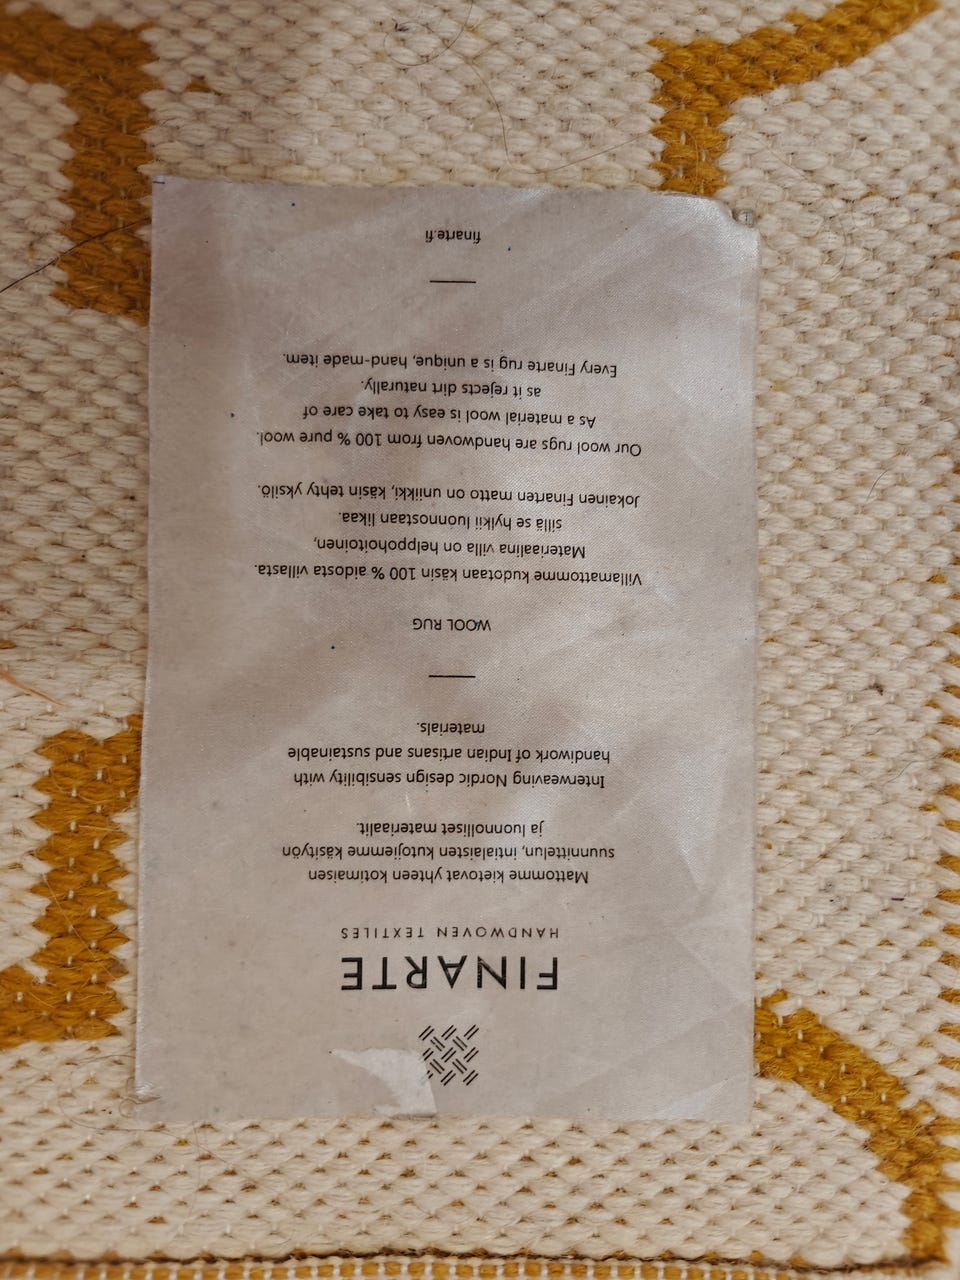 FINARTE
HANDWOVEN TEXTILES
Mattomme kietovat yhteen kotimaisen
suunnittelun, intialaisten kutojiemme käsityön
ja luonnolliset materiaalit.
Interweaving Nordic design sensibility with
handiwork of Indian artisans and sustainable
materials.
WOOL RUG
Villamattomme kudotaan käsin 100 % aidosta villasta.
Materiaalina villa on helppohoitoinen,
sillä se hylkii luonnostaan likaa.
Jokainen Finarten matto on uniikki, käsin tehty yksilö.
Our wool rugs are handwoven from 100 % pure wool.
As a material wool is easy to take care of
as it rejects dirt naturally.
Every Finarte rug is a unique, hand-made item.
finarte.fi